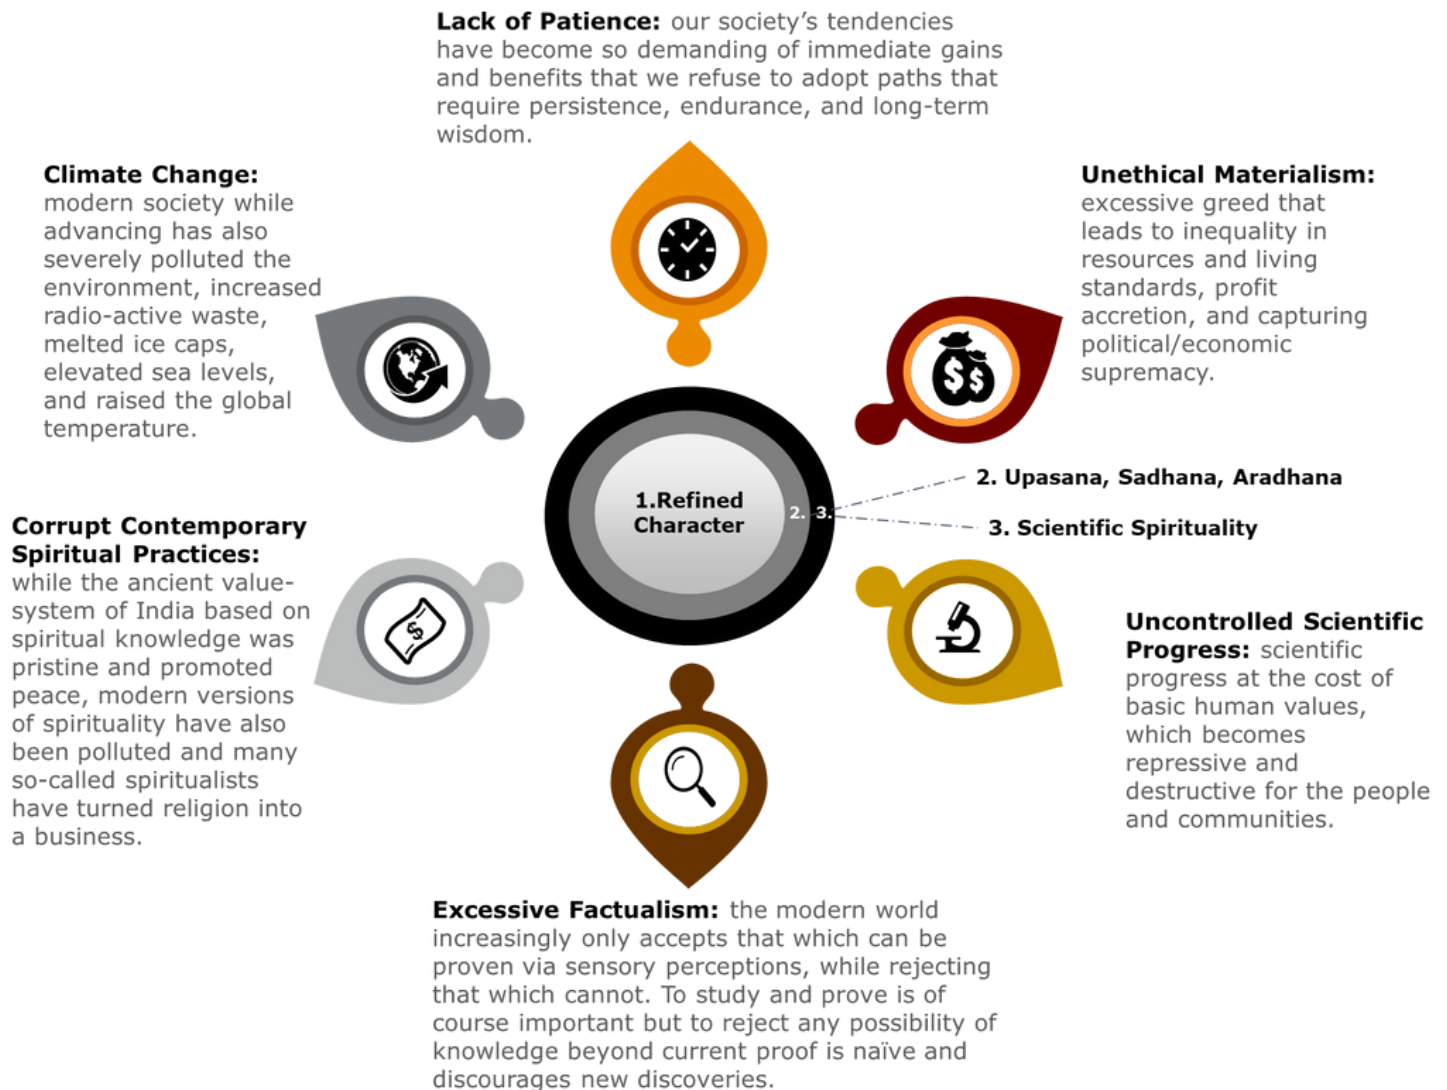 Lack of Patience: our society's tendencies
have become so demanding of immediate gains
and benefits that we refuse to adopt paths that
require persistence, endurance, and long-term
wisdom.
Climate Change:
modern society while
advancing has also
severely polluted the
environment, increased
radio-active waste,
melted ice caps,
elevated sea levels,
and raised the global
temperature.
Unethical Materialism:
excessive greed that
leads to inequality in
resources and living
standards, profit
accretion, and capturing
political/economic
supremacy.
$ $
1.Refined
Character
2. 3.
2. Upasana, Sadhana, Aradhana
3. Scientific Spirituality
Corrupt Contemporary
Spiritual Practices:
while the ancient value-
system of India based on
spiritual knowledge was
pristine and promoted
peace, modern versions
of spirituality have also
been polluted and many
so-called spiritualists
have turned religion into
a business.
$
Uncontrolled Scientific
Progress: scientific
progress at the cost of
basic human values,
which becomes
repressive and
destructive for the people
and communities.
Excessive Factualism: the modern world
increasingly only accepts that which can be
proven via sensory perceptions, while rejecting
that which cannot. To study and prove is of
course important but to reject any possibility of
knowledge beyond current proof is naïve and
discourages new discoveries.